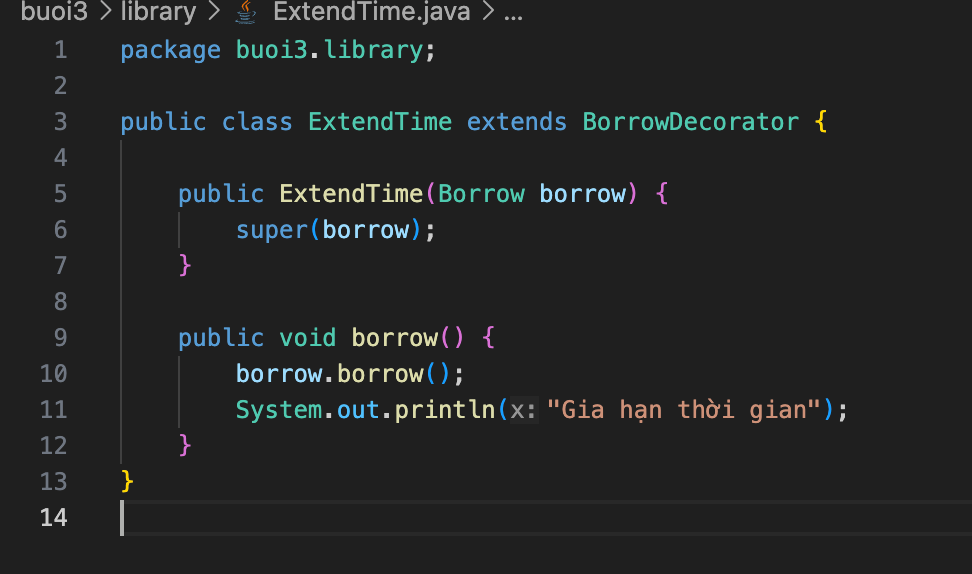 buoi3 > library > ExtendTime.java > ...
1 package buoi3.library;
2
3 public class ExtendTime extends BorrowDecorator {
4
5     public ExtendTime(Borrow borrow) {
6         super(borrow);
7     }
8
9     public void borrow() {
10         borrow.borrow();
11         System.out.println(x: "Gia hạn thời gian");
12     }
13 }
14